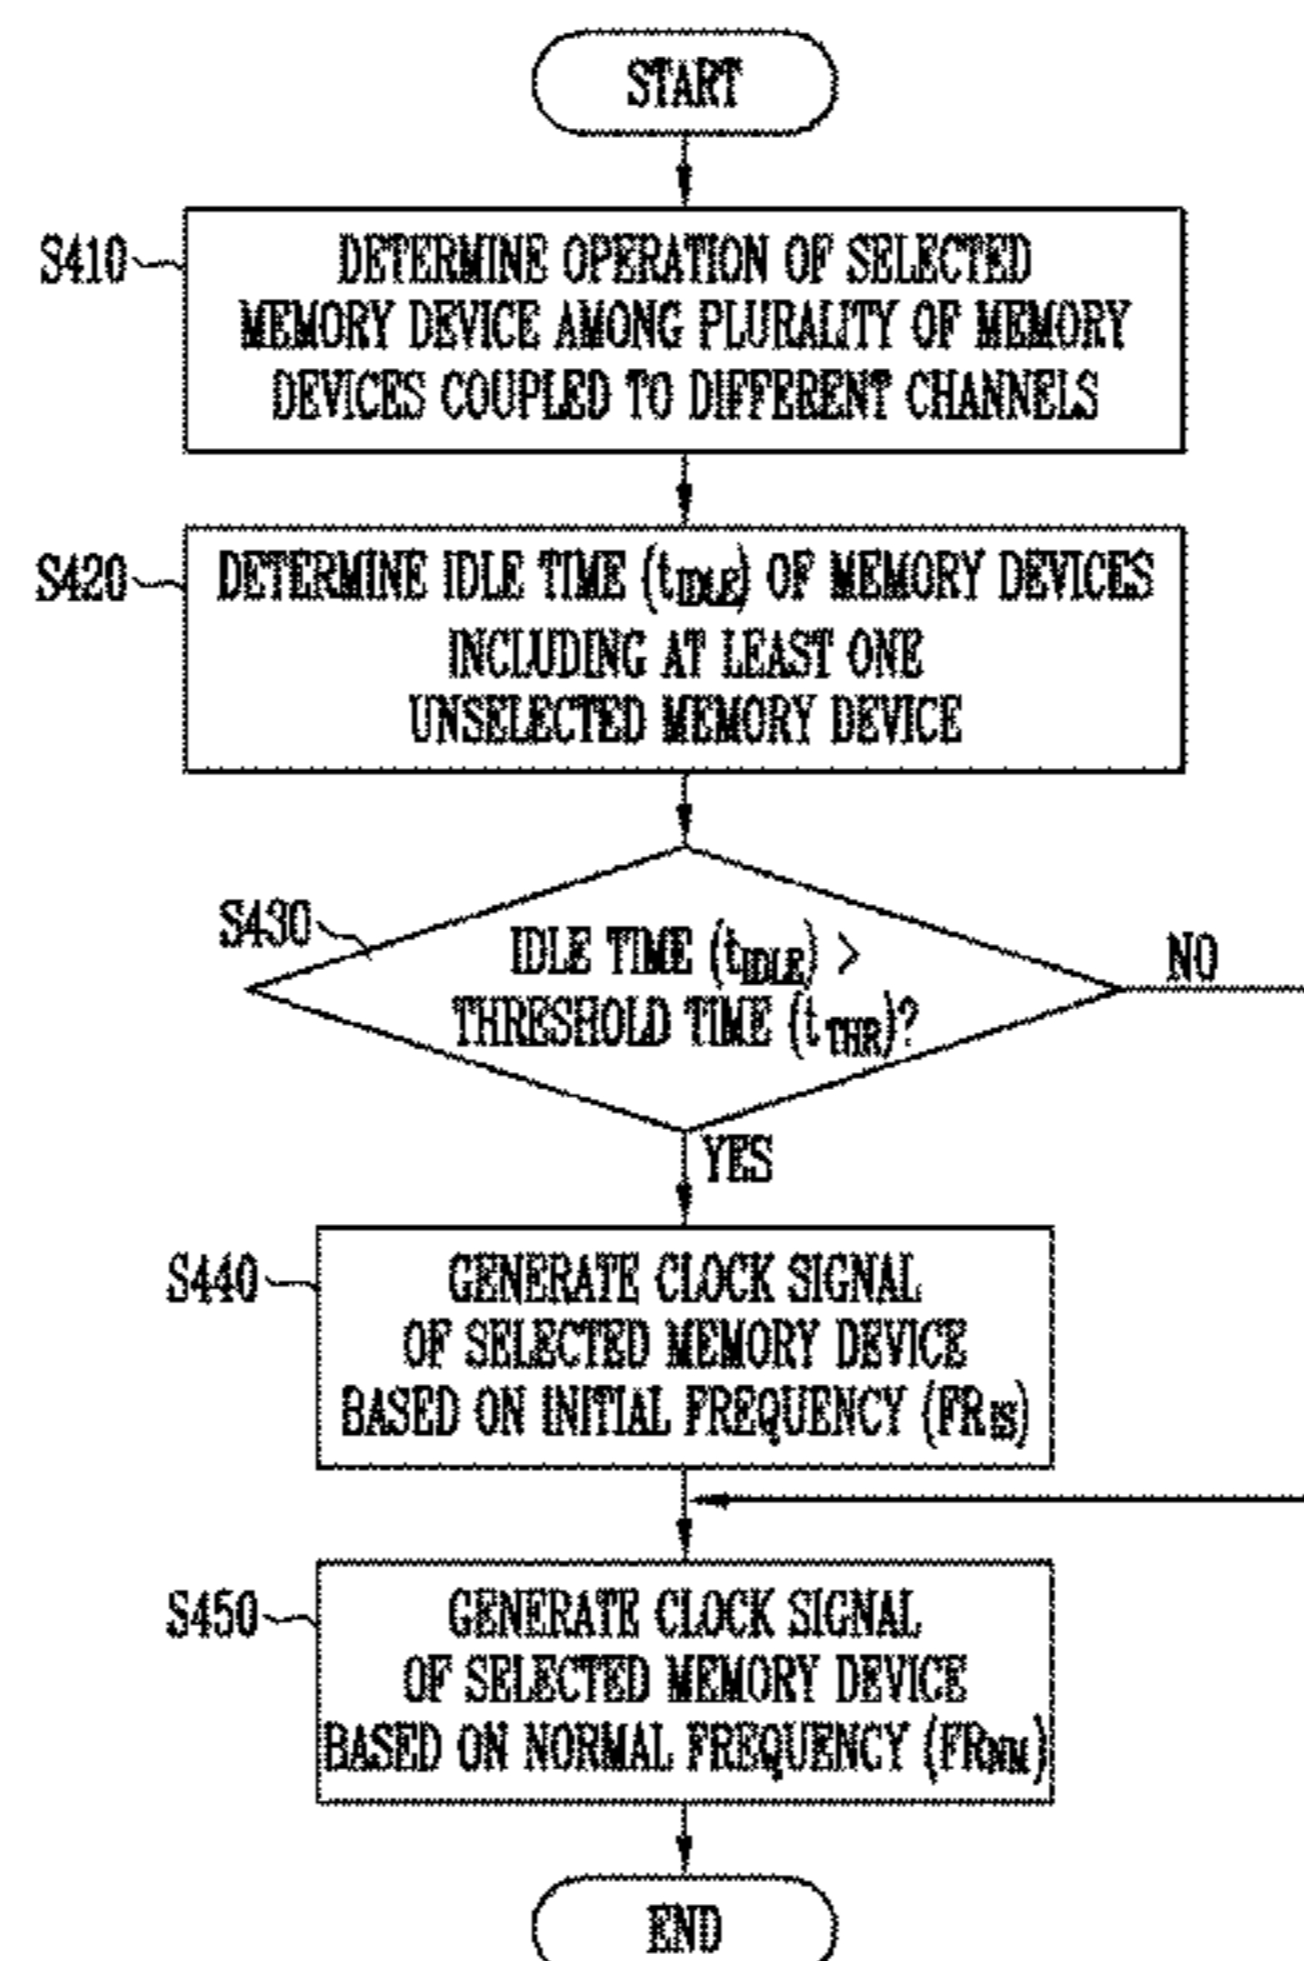 START
S410
DETERMINE OPERATION OF SELECTED
MEMORY DEVICE AMONG PLURALITY OF MEMORY
DEVICES COUPLED TO DIFFERENT CHANNELS
S420
DETERMINE IDLE TIME (tIDLE) OF MEMORY DEVICES
INCLUDING AT LEAST ONE
UNSELECTED MEMORY DEVICE
S430
IDLE TIME (tIDLE) >
THRESHOLD TIME (tTHR)?
NO
YES
S440
GENERATE CLOCK SIGNAL
OF SELECTED MEMORY DEVICE
BASED ON INITIAL FREQUENCY (FRIS)
S450
GENERATE CLOCK SIGNAL
OF SELECTED MEMORY DEVICE
BASED ON NORMAL FREQUENCY (FRNM)
END